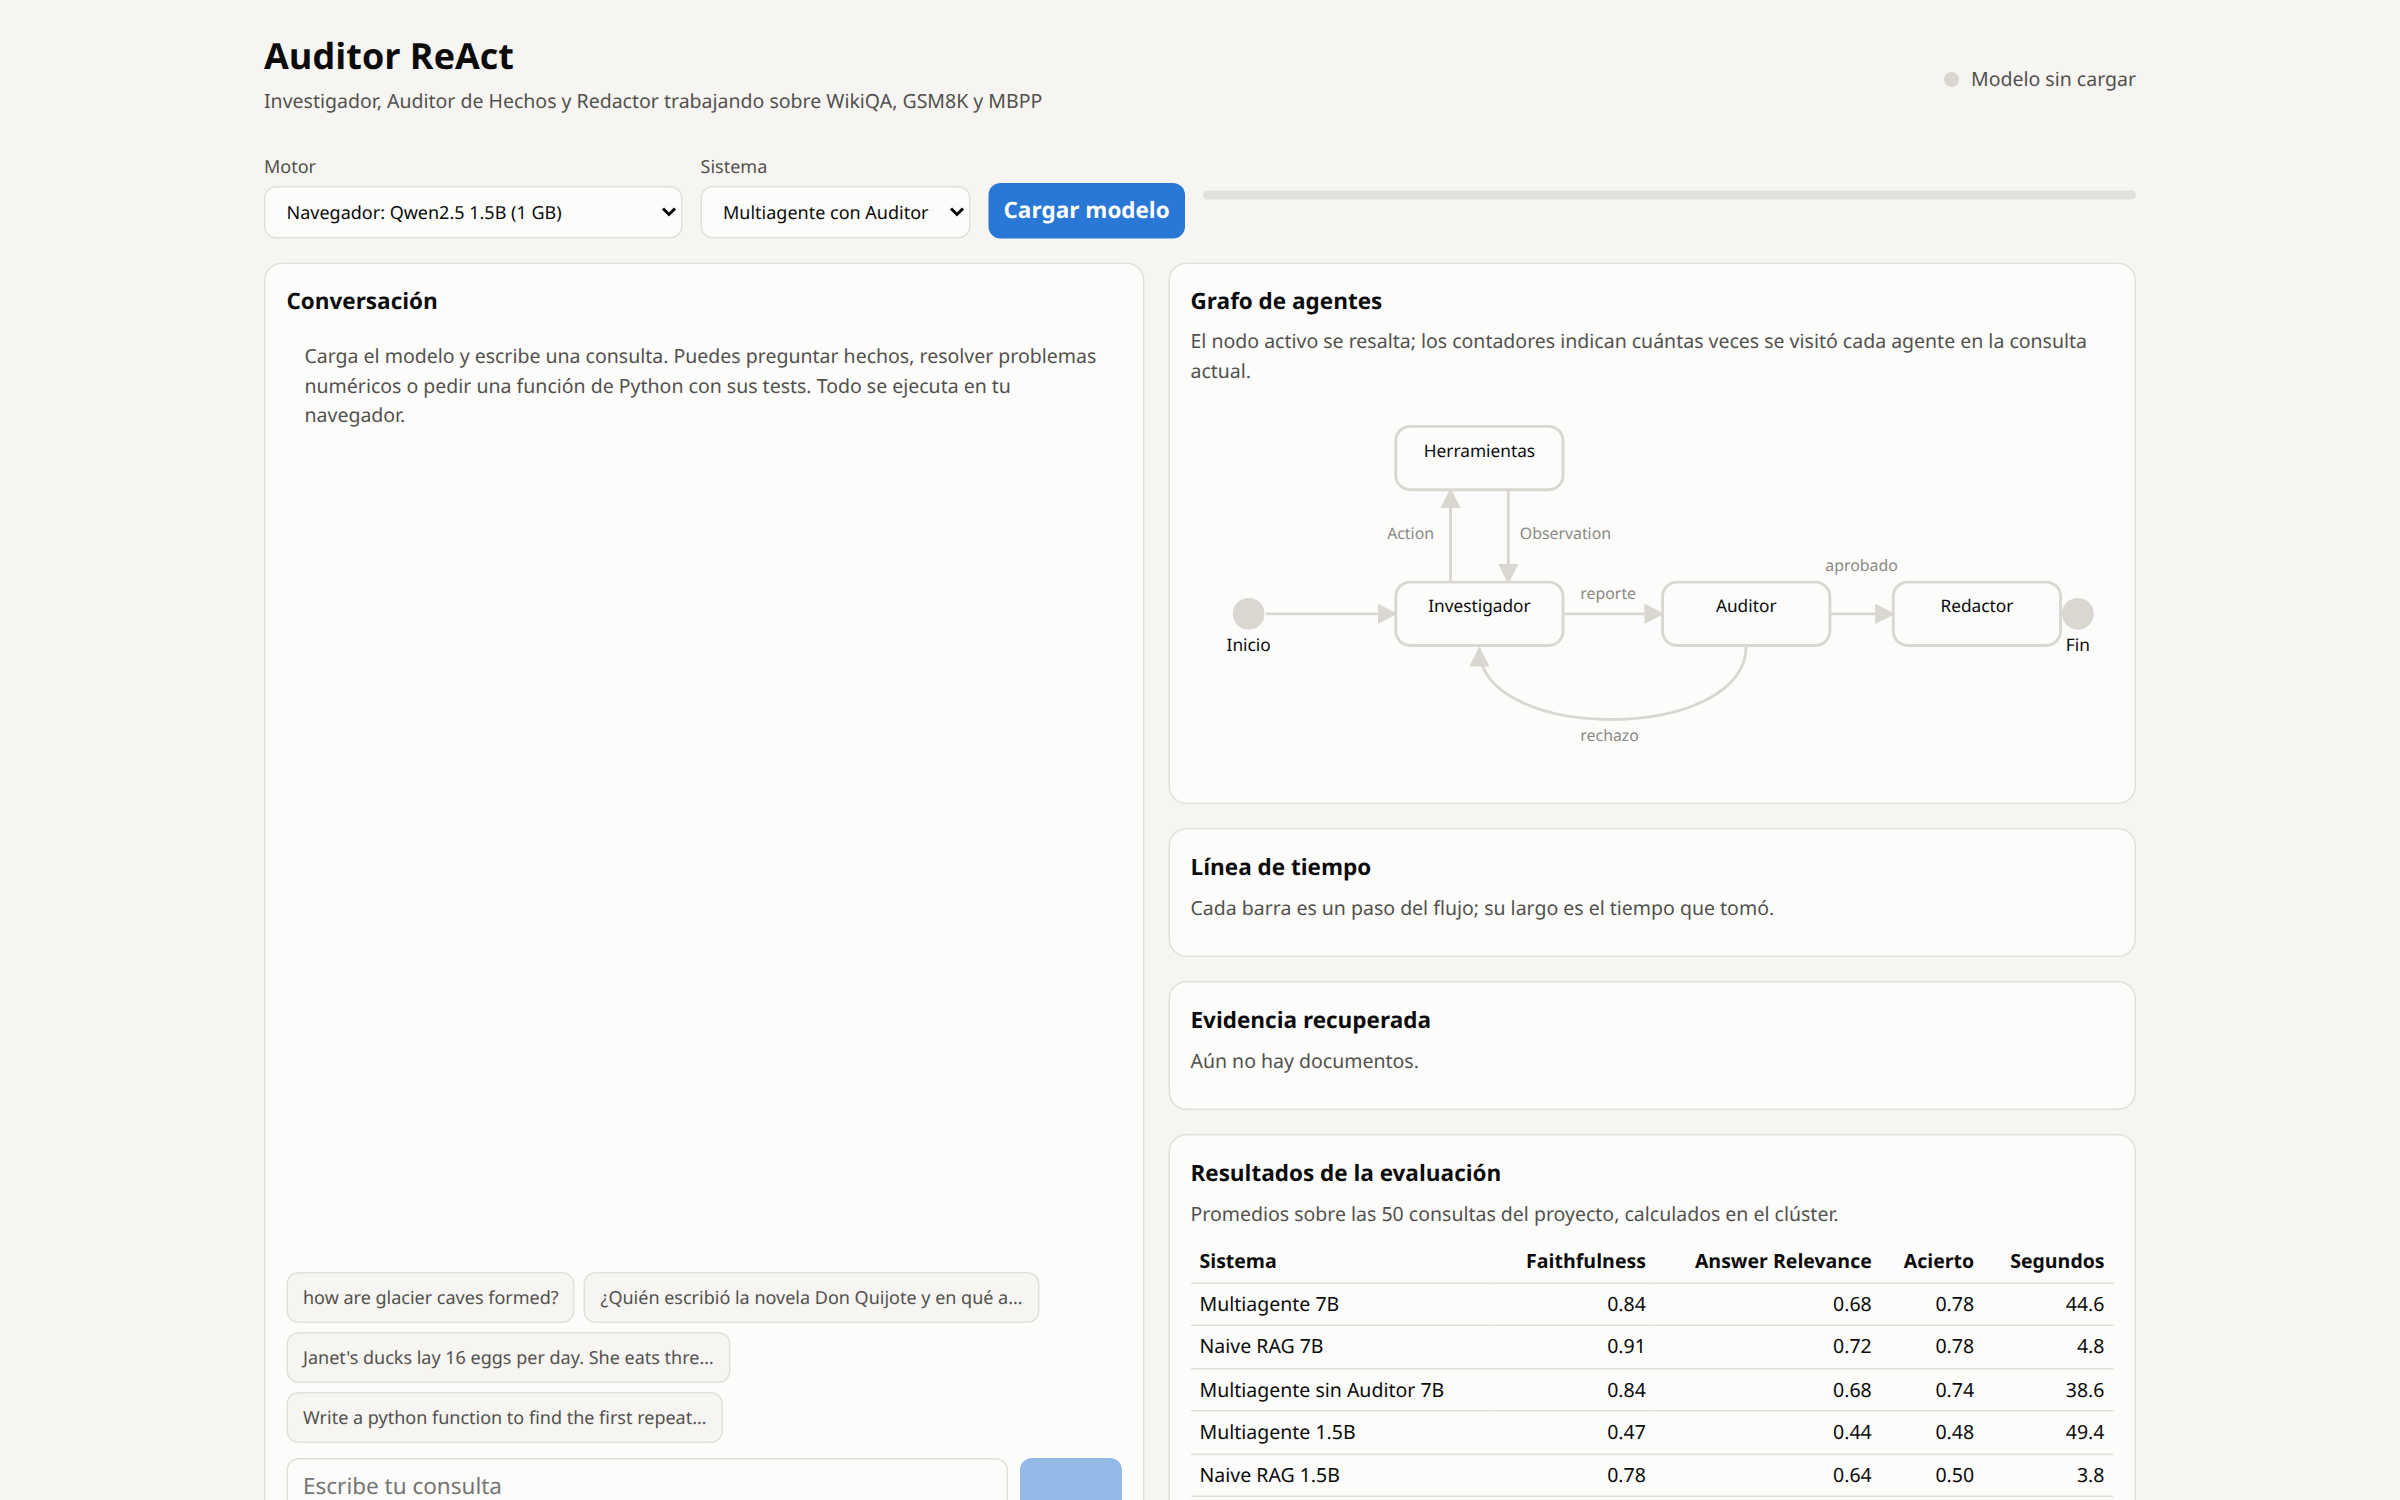 Auditor ReAct
Investigador, Auditor de Hechos y Redactor trabajando sobre WikiQA, GSM8K y MBPP
Modelo sin cargar
Motor
Sistema
Navegador: Qwen2.5 1.5B (1 GB)
Multiagente con Auditor
Cargar modelo
Conversación
Carga el modelo y escribe una consulta. Puedes preguntar hechos, resolver problemas
numéricos o pedir una función de Python con sus tests. Todo se ejecuta en tu
navegador.
how are glacier caves formed?
¿Quién escribió la novela Don Quijote y en qué a...
Janet's ducks lay 16 eggs per day. She eats thre...
Write a python function to find the first repeat...
Escribe tu consulta
Grafo de agentes
El nodo activo se resalta; los contadores indican cuántas veces se visitó cada agente en la consulta
actual.
Herramientas
Action
Observation
aprobado
reporte
Investigador
Auditor
Redactor
Inicio
Fin
rechazo
Línea de tiempo
Cada barra es un paso del flujo; su largo es el tiempo que tomó.
Evidencia recuperada
Aún no hay documentos.
Resultados de la evaluación
Promedios sobre las 50 consultas del proyecto, calculados en el clúster.
Sistema Faithfulness Answer Relevance Acierto Segundos
Multiagente 7B 0.84 0.68 0.78 44.6
Naive RAG 7B 0.91 0.72 0.78 4.8
Multiagente sin Auditor 7B 0.84 0.68 0.74 38.6
Multiagente 1.5B 0.47 0.44 0.48 49.4
Naive RAG 1.5B 0.78 0.64 0.50 3.8